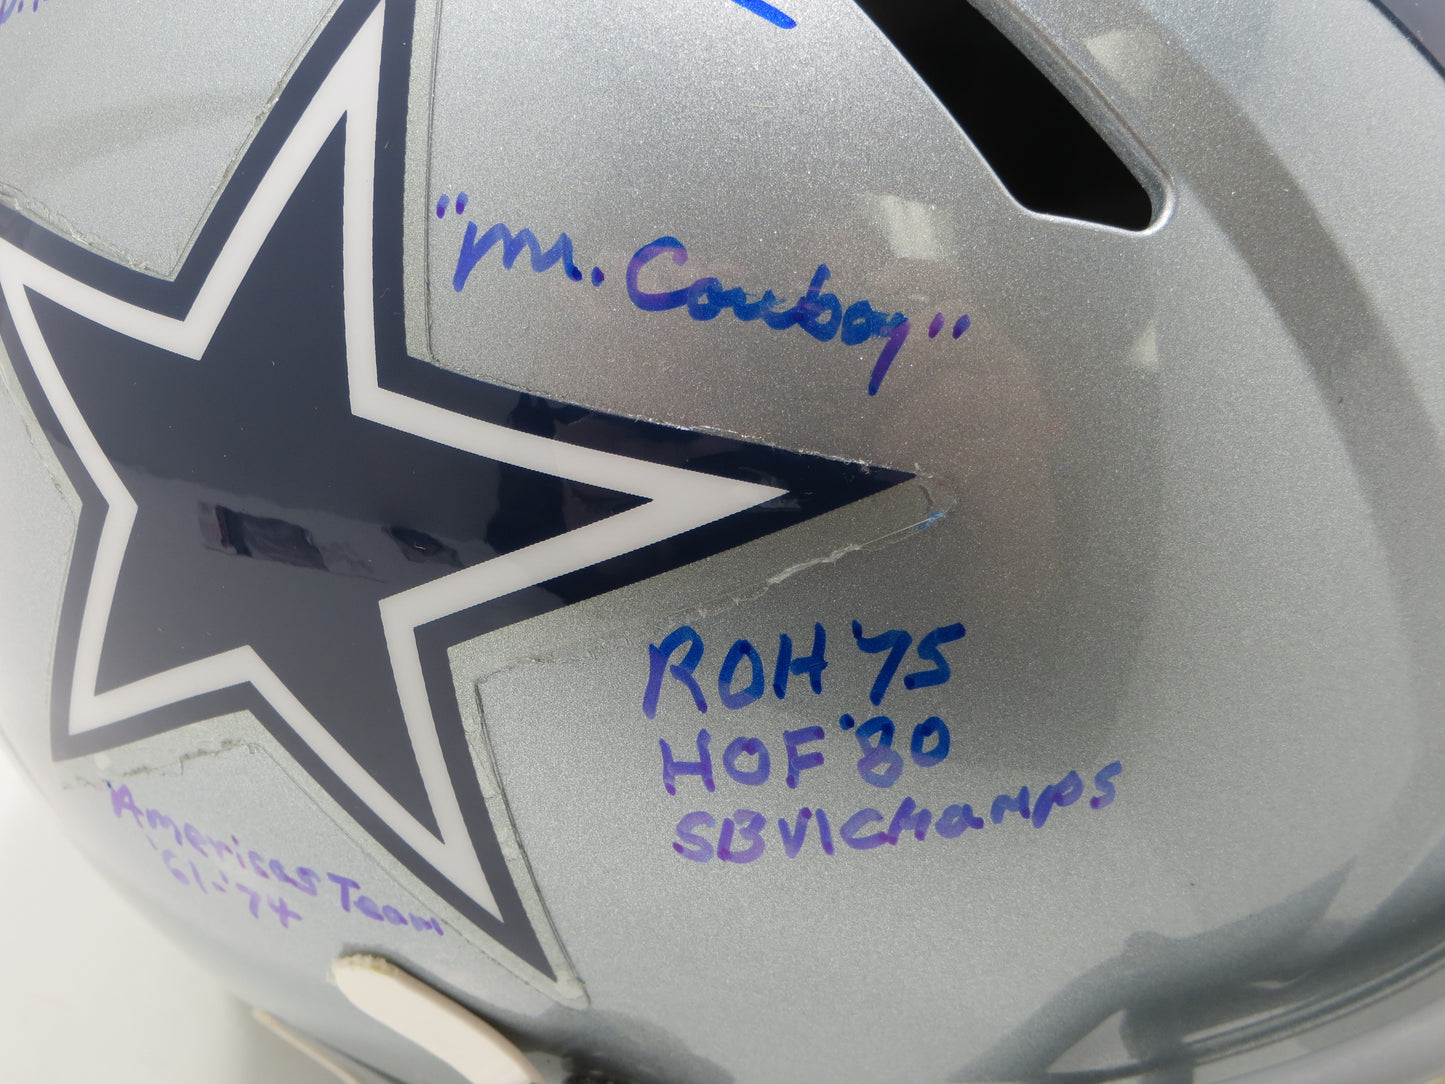 "Mr. Cowboy"
ROH '75
HOF '80
SB VI CHamps
Americas Team
'61-'74